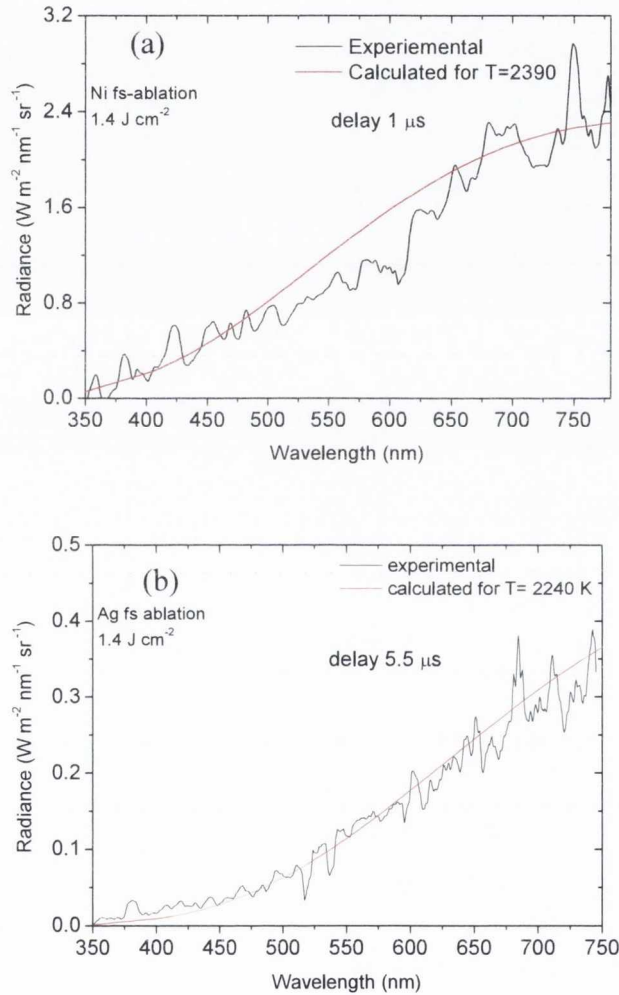 (a)
Experiemental
Calculated for T=2390
Ni fs-ablation
1.4 J cm⁻²
delay 1 μs
3.2
2.4
1.6
0.8
0.0
Radiance (W m⁻² nm⁻¹ sr⁻¹)
350 400 450 500 550 600 650 700 750
Wavelength (nm)
(b)
experimental
calculated for T= 2240 K
Ag fs ablation
1.4 J cm⁻²
delay 5.5 μs
0.5
0.4
0.3
0.2
0.1
0.0
Radiance (W m⁻² nm⁻¹ sr⁻¹)
350 400 450 500 550 600 650 700 750
Wavelength (nm)